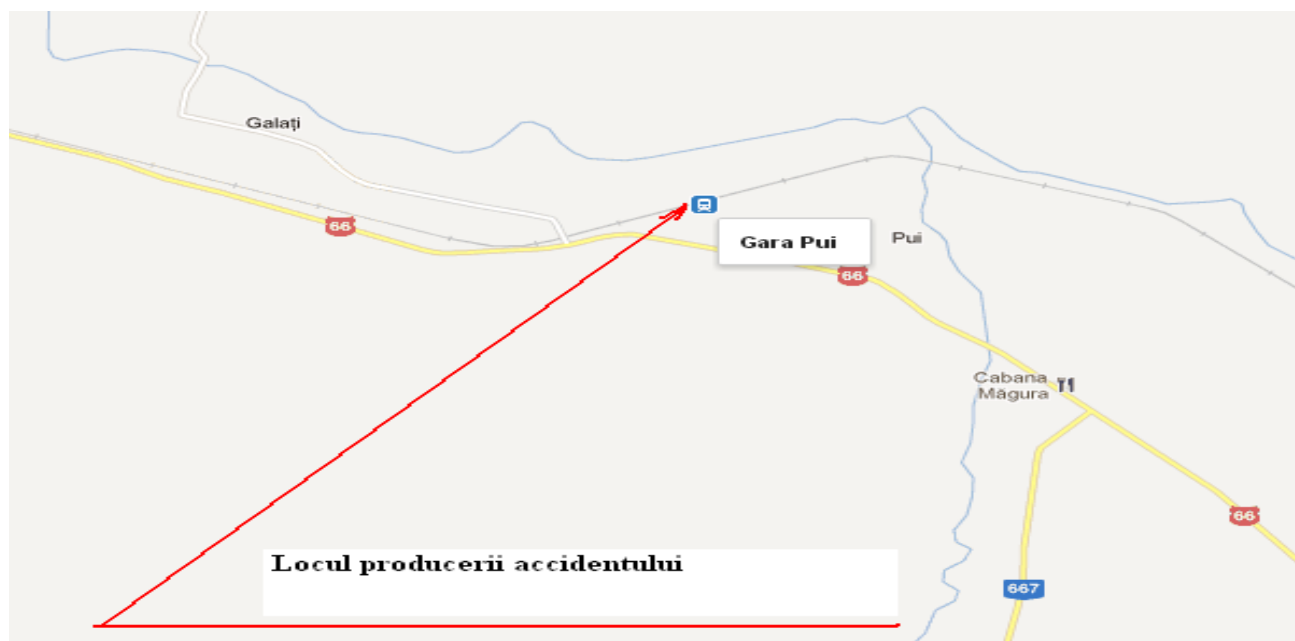 Galați
66
Gara Pui
Pui
66
Cabana
Măgura
66
Locul producerii accidentului
667